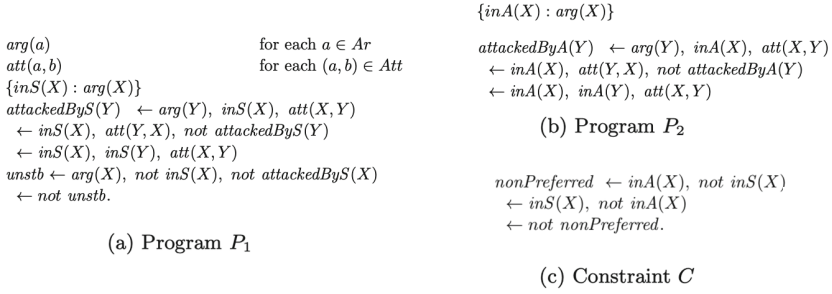 arg(a) for each a ∈ Ar
att(a, b) for each (a, b) ∈ Att
{inS(X) : arg(X)}
attackedByS(Y) ← arg(Y), inS(X), att(X, Y)
← inS(X), att(Y, X), not attackedByS(Y)
← inS(X), inS(Y), att(X, Y)
unstb ← arg(X), not inS(X), not attackedByS(X)
← not unstb.
(a) Program P₁
{inA(X) : arg(X)}
attackedByA(Y) ← arg(Y), inA(X), att(X, Y)
← inA(X), att(Y, X), not attackedByA(Y)
← inA(X), inA(Y), att(X, Y)
(b) Program P₂
nonPreferred ← inA(X), not inS(X)
← inS(X), not inA(X)
← not nonPreferred.
(c) Constraint C